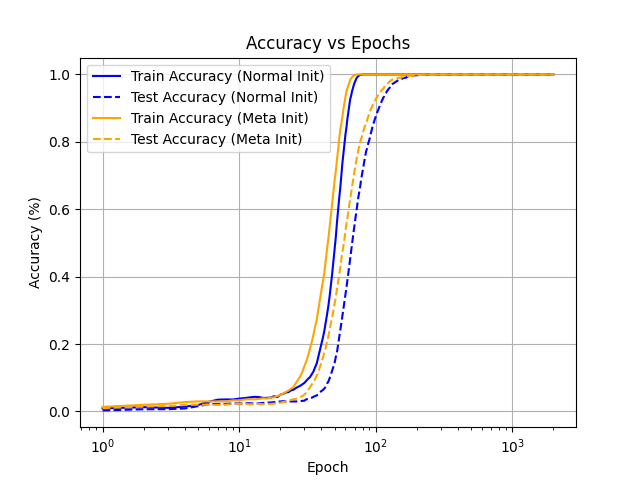 Accuracy vs Epochs
Train Accuracy (Normal Init)
Test Accuracy (Normal Init)
Train Accuracy (Meta Init)
Test Accuracy (Meta Init)
Accuracy (%)
1.0
0.8
0.6
0.4
0.2
0.0
10⁰
10¹
10²
10³
Epoch